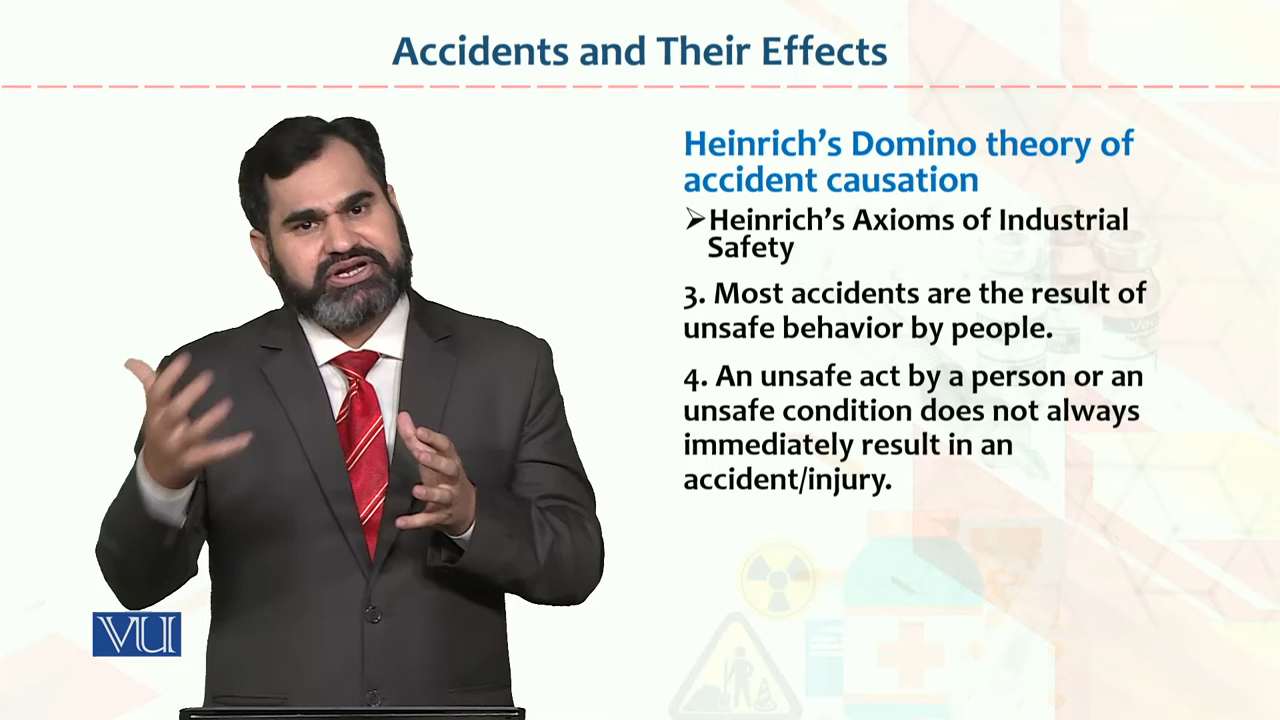 Accidents and Their Effects
Heinrich's Domino theory of
accident causation
➢Heinrich's Axioms of Industrial
Safety
3. Most accidents are the result of
unsafe behavior by people.
4. An unsafe act by a person or an
unsafe condition does not always
immediately result in an
accident/injury.
VU